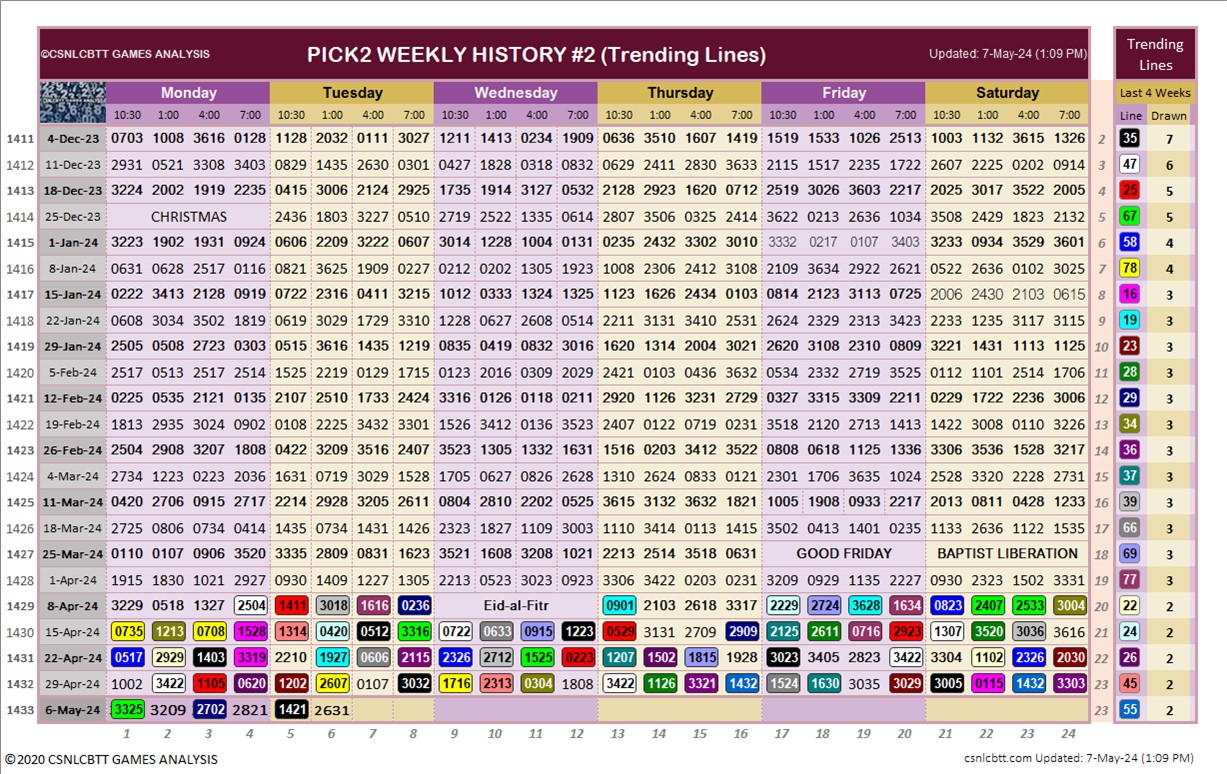 ©CSNLCBTT GAMES ANALYSIS PICK2 WEEKLY HISTORY #2 (Trending Lines) Updated: 7-May-24 (1:09 PM) Trending Lines
Monday Tuesday Wednesday Thursday Friday Saturday Last 4 Weeks
10:30 1:00 4:00 7:00 10:30 1:00 4:00 7:00 10:30 1:00 4:00 7:00 10:30 1:00 4:00 7:00 10:30 1:00 4:00 7:00 10:30 1:00 4:00 7:00 Line Drawn
1411 4-Dec-23 0703 1008 3616 0128 1128 2032 0111 3027 1211 1413 0234 1909 0636 3510 1607 1419 1519 1533 1026 2513 1003 1132 3615 1326 2 35 7
1412 11-Dec-23 2931 0521 3308 3403 0829 1435 2630 0301 0427 1828 0318 0832 0629 2411 2830 3633 2115 1517 2235 1722 2607 2225 0202 0914 3 47 6
1413 18-Dec-23 3224 2002 1919 2235 0415 3006 2124 2925 1735 1914 3127 0532 2128 2923 1620 0712 2519 3026 3603 2217 2025 3017 3522 2005 4 25 5
1414 25-Dec-23 CHRISTMAS 2436 1803 3227 0510 2719 2522 1335 0614 2807 3506 0325 2414 3622 0213 2636 1034 3508 2429 1823 2132 5 67 5
1415 1-Jan-24 3223 1902 1931 0924 0606 2209 3222 0607 3014 1228 1004 0131 0235 2432 3302 3010 3332 0217 0107 3403 3233 0934 3529 3601 6 58 4
1416 8-Jan-24 0631 0628 2517 0116 0821 3625 1909 0227 0212 0202 1305 1923 1008 2306 2412 3108 2109 3634 2922 2621 0522 2636 0102 3025 7 78 4
1417 15-Jan-24 0222 3413 2128 0919 0722 2316 0411 3213 1012 0333 1324 1325 1123 1626 2434 0103 0814 2123 3113 0725 2006 2430 2103 0615 8 16 3
1418 22-Jan-24 0608 3034 3502 1819 0619 3029 1729 3310 1228 0627 2608 0514 2211 3131 3410 2531 2624 2329 2313 3423 2233 1235 3117 3115 9 19 3
1419 29-Jan-24 2505 0508 2723 0303 0516 3616 1435 1219 0835 0419 0832 3016 1620 1314 2004 3021 2620 3108 2310 0809 3221 1431 3113 1125 10 23 3
1420 5-Feb-24 2517 0513 2517 2514 1525 2219 0129 1715 0123 2016 0309 2029 2421 0103 0436 3632 0534 2332 2719 3525 0112 1101 2514 1706 11 28 3
1421 12-Feb-24 0225 0535 2121 0135 2107 2510 1733 2424 3316 0126 0118 0211 2920 1126 3231 2729 0327 3315 3309 2211 0229 1722 2236 3006 12 29 3
1422 19-Feb-24 1813 2935 3024 0902 0108 2225 3432 3301 1526 3412 0136 3523 2407 0122 0719 0231 3518 2120 2713 2413 1422 3008 0110 3226 13 34 3
1423 26-Feb-24 2504 2908 3207 1808 0422 3209 3516 2407 3523 1305 1332 1631 1516 0203 3412 3522 0808 0618 1125 1336 3306 3536 1528 3217 14 36 3
1424 4-Mar-24 2734 1223 0223 2036 1631 0719 3029 1523 1705 0627 0826 2628 1310 2624 0833 0121 2301 1706 3635 1024 2528 3320 2228 2731 15 37 3
1425 11-Mar-24 0420 2706 0915 2717 2214 2928 3205 2611 0804 2810 2202 0525 3615 3132 3632 1821 1005 1908 0933 2217 2013 0811 0428 1233 16 39 3
1426 18-Mar-24 2725 0806 0734 0414 1435 0734 1431 1426 2323 1827 1109 3003 1110 3414 0113 1415 3502 0413 1401 0235 1133 2636 1122 1535 17 66 3
1427 25-Mar-24 0110 0107 0906 3520 3335 2809 0831 1623 3521 1608 3208 1021 2213 2514 3518 0631 GOOD FRIDAY BAPTIST LIBERATION 18 69 3
1428 1-Apr-24 1915 1830 1021 2927 0930 1409 1227 1305 2213 0523 3023 0923 3306 3422 0203 0231 3209 0929 1135 2227 0930 2323 1502 3331 19 77 3
1429 8-Apr-24 3229 0518 1327 2504 1411 3018 1616 0236 Eid-al-Fitr 0901 2103 2618 3317 2229 2724 3628 1634 0823 2407 2533 3004 20 22 2
1430 15-Apr-24 0735 1213 0708 1528 1314 0420 0512 3316 0722 0633 0915 1223 0529 3131 2709 2909 2125 2611 0716 2923 1307 3520 3036 3616 21 24 2
1431 22-Apr-24 0517 2929 1403 3319 2210 1927 0606 2115 2326 2712 1525 0223 1207 1502 1815 1928 3023 3405 2823 3422 3304 1102 2326 2030 22 26 2
1432 29-Apr-24 1002 3422 1105 0620 1202 2607 0107 3032 1716 2313 0304 1808 3422 1126 3321 1432 1524 1630 3035 3029 3005 0115 1432 3303 23 45 2
1433 6-May-24 3325 3209 2702 2821 1421 2631 23 55 2
1 2 3 4 5 6 7 8 9 10 11 12 13 14 15 16 17 18 19 20 21 22 23 24
©2020 CSNLCBTT GAMES ANALYSIS csnlcbtt.com Updated: 7-May-24 (1:09 PM)